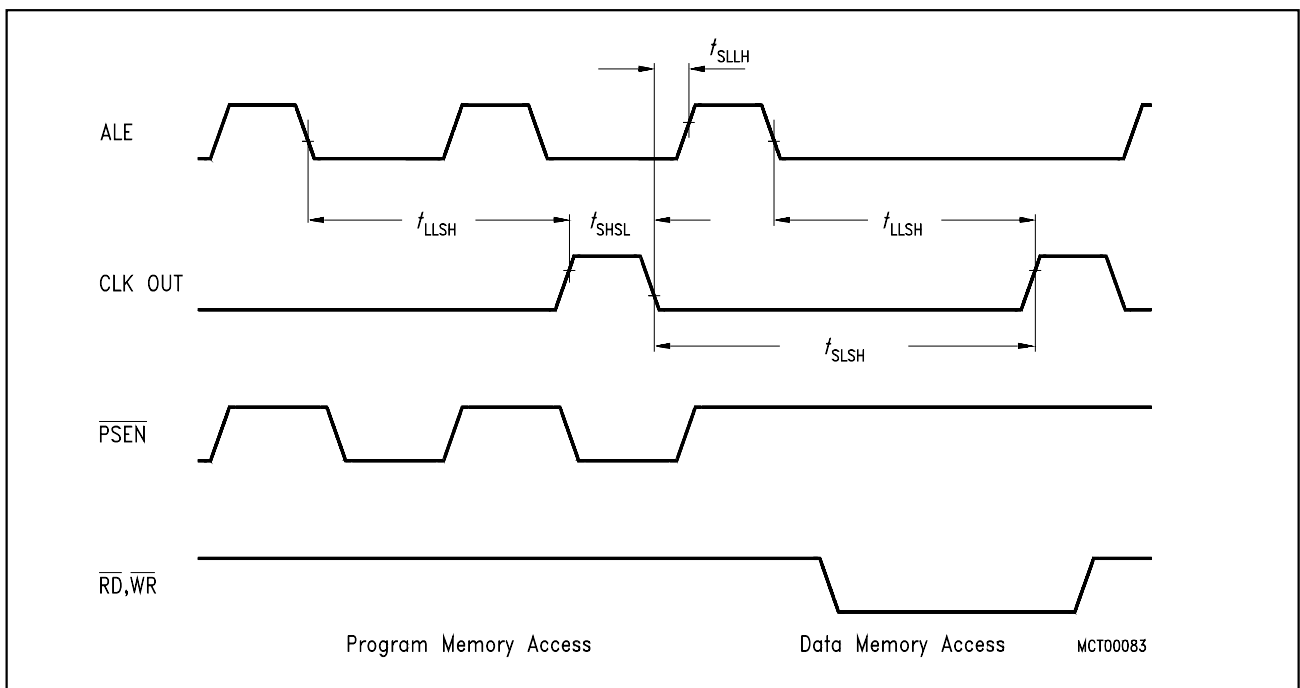 tSLLH
ALE
tLLSH
tSHSL
tLLSH
CLK OUT
tSLSH
PSEN
RD,WR
Program Memory Access
Data Memory Access
MCT00083